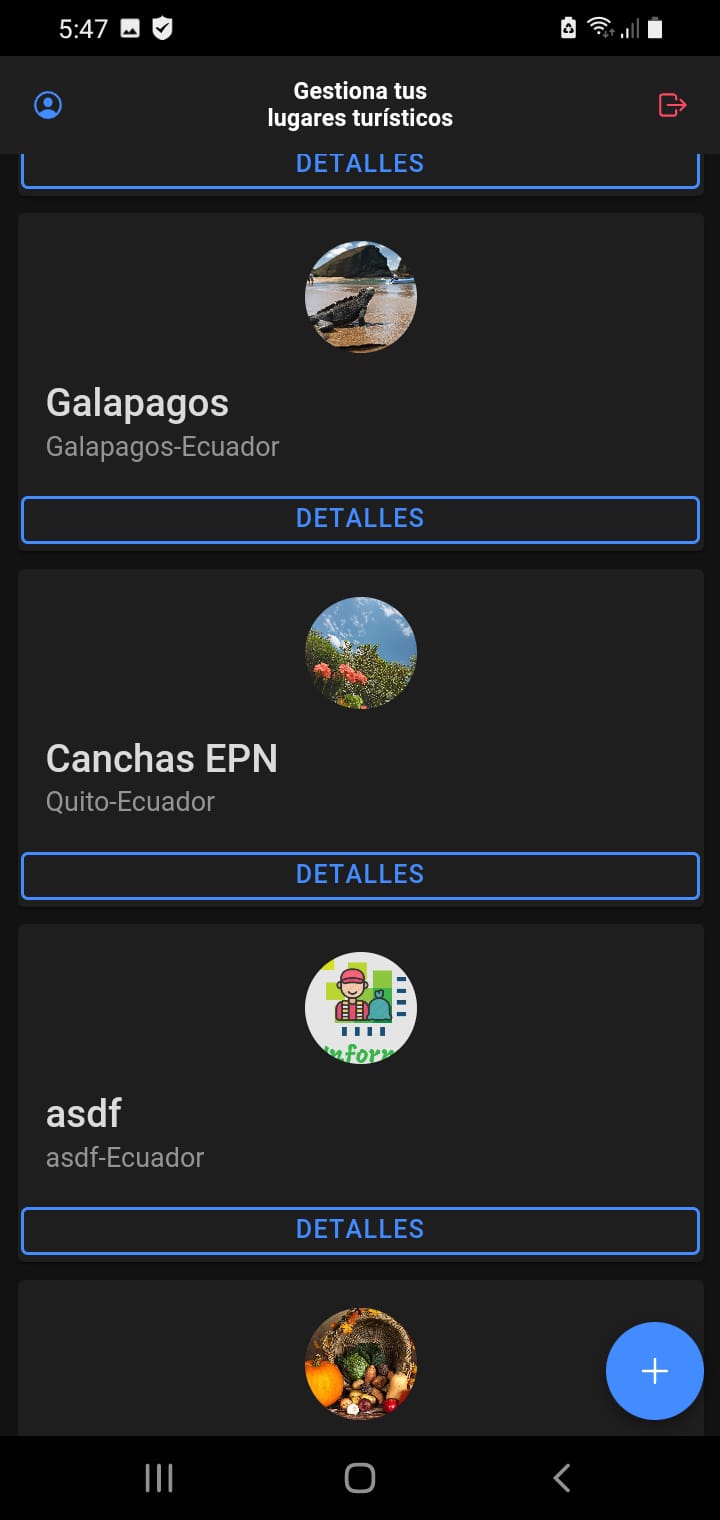 5:47
Gestiona tus
lugares turísticos
DETALLES
Galapagos
Galapagos-Ecuador
DETALLES
Canchas EPN
Quito-Ecuador
DETALLES
asdf
asdf-Ecuador
DETALLES